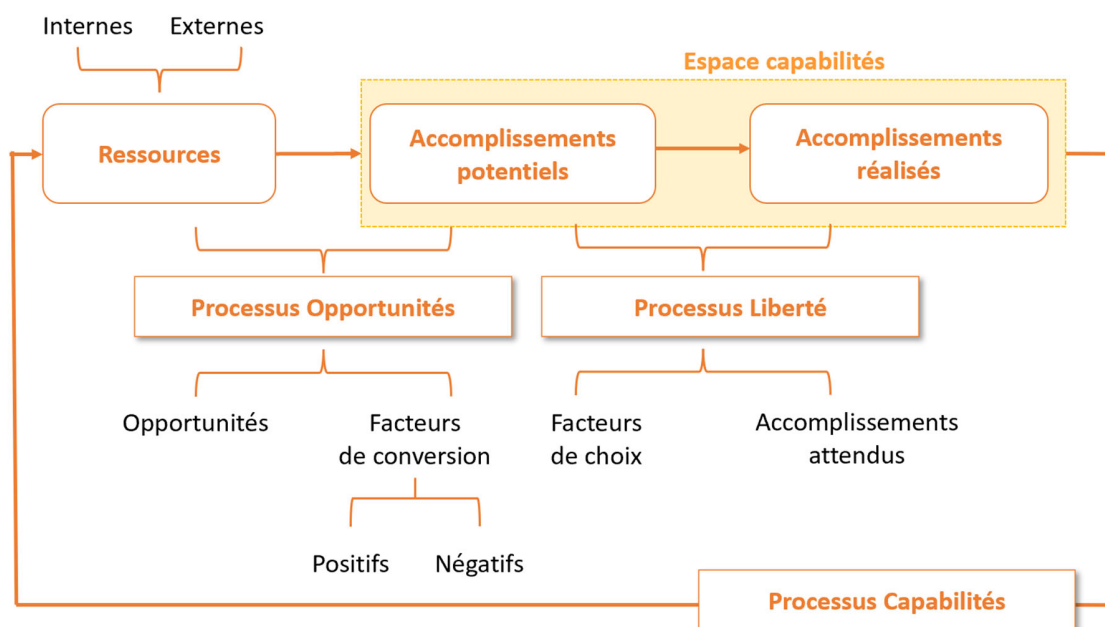 Internes Externes
Espace capabilités
Ressources
Accomplissements
potentiels
Accomplissements
réalisés
Processus Opportunités
Processus Liberté
Opportunités
Facteurs
de conversion
Facteurs
de choix
Accomplissements
attendus
Positifs Négatifs
Processus Capabilités